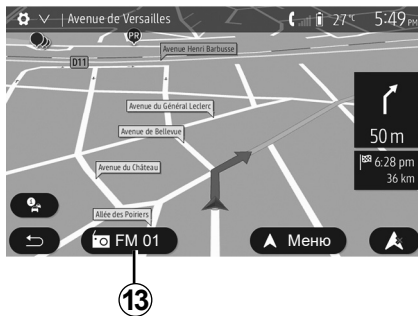 Avenue de Versailles 27 °C 5:49 PM
PR
Avenue Henri Barbusse
D11
Avenue du Général Leclerc
Avenue de Bellevue
50 m
Avenue du Château
6:28 pm
36 km
Allée des Poiriers
FM 01
Меню
13